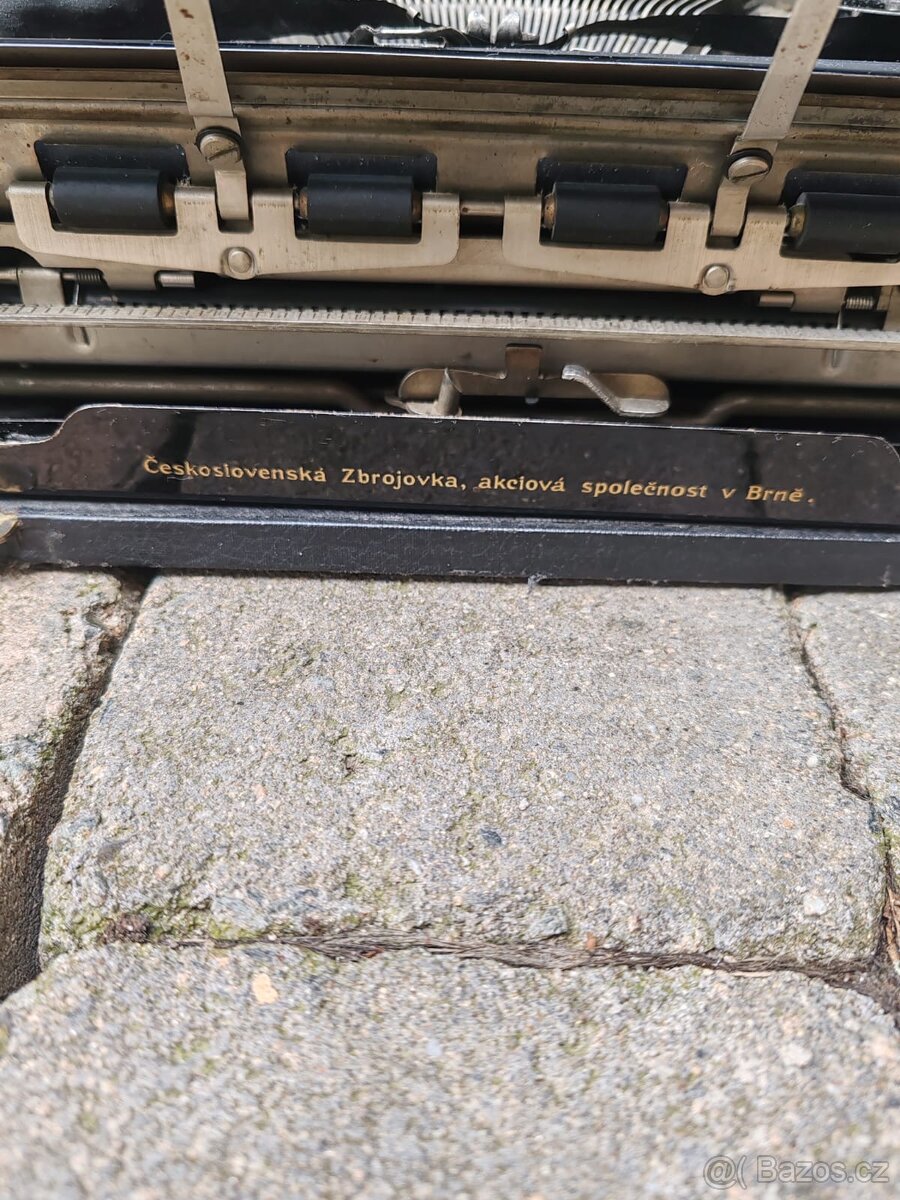 Československá Zbrojovka, akciová společnost v Brně.
@( Bazos.cz